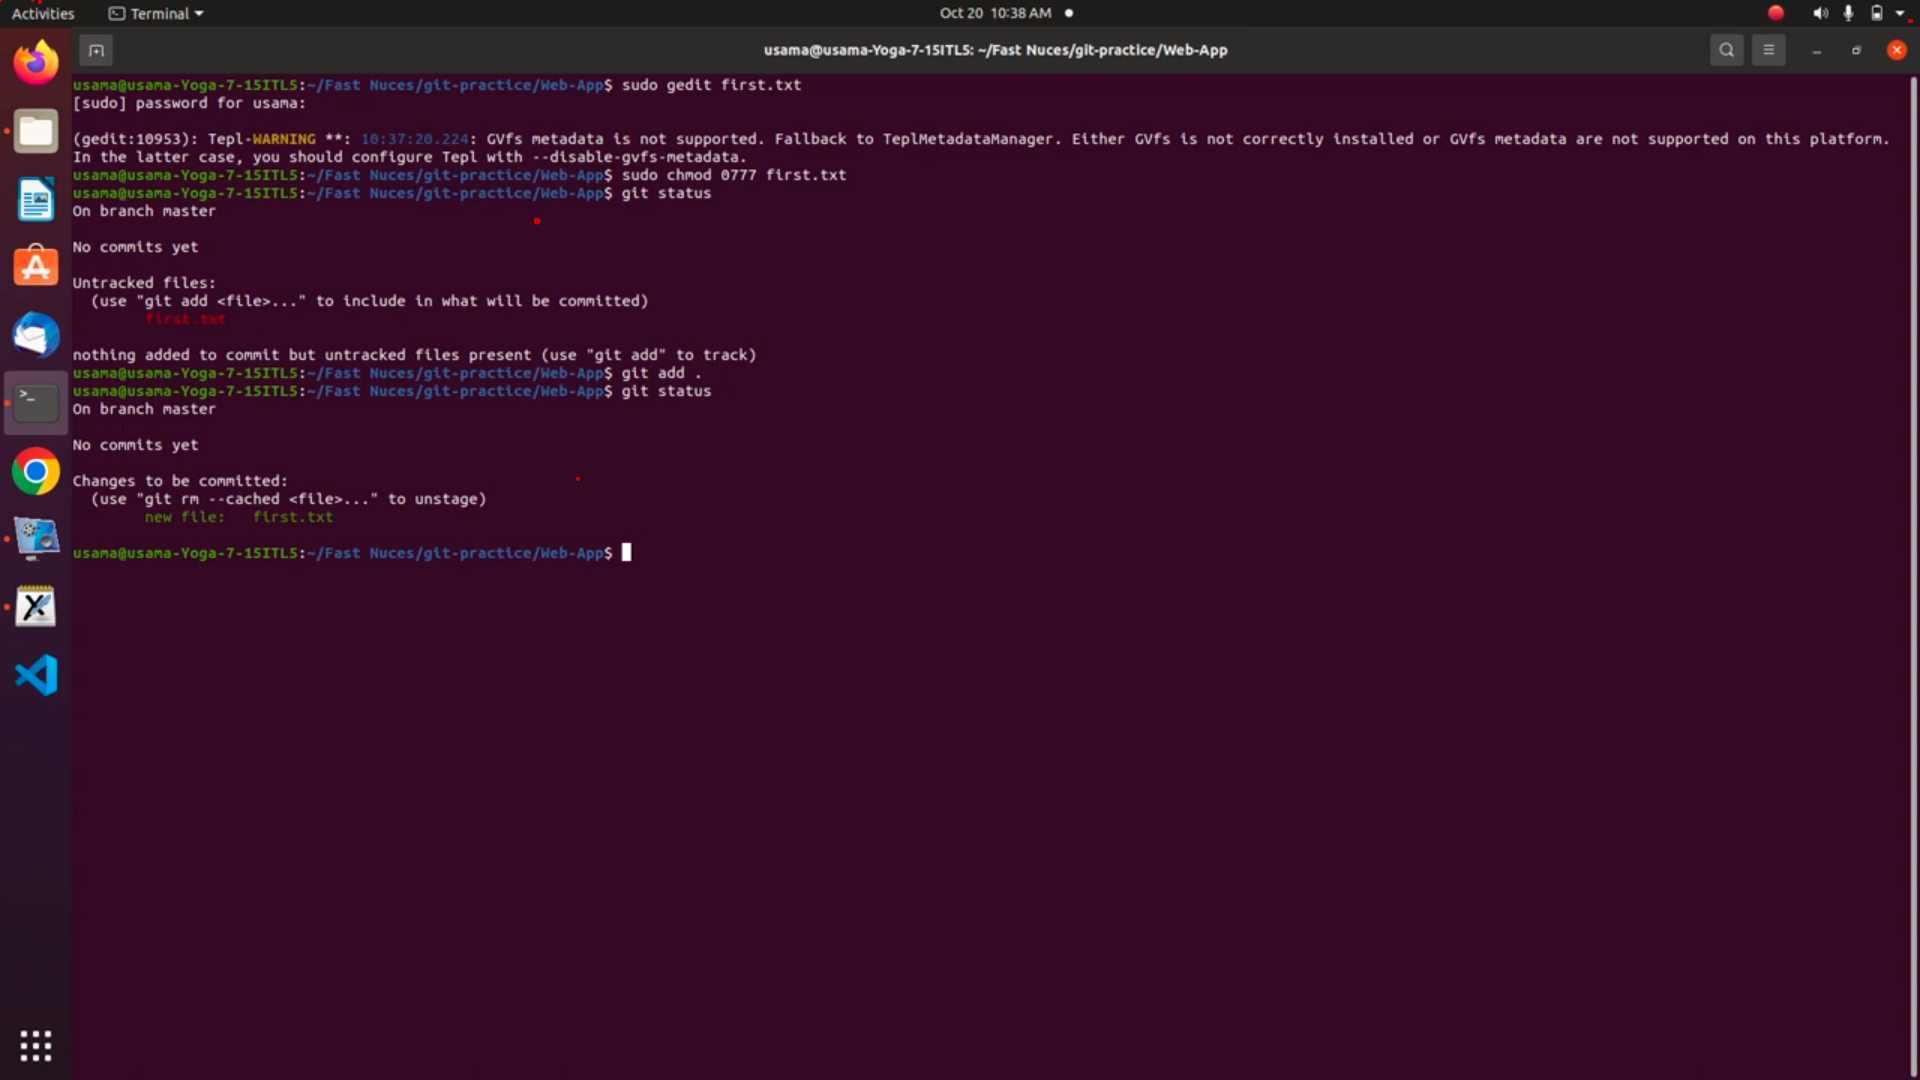 Activities
Terminal
Oct 20 10:38 AM
usama@usama-Yoga-7-15ITL5: ~/Fast Nuces/git-practice/Web-App
usama@usama-Yoga-7-15ITL5:~/Fast Nuces/git-practice/Web-App$ sudo gedit first.txt
[sudo] password for usama:
(gedit:10953): Tepl-WARNING **: 10:37:20.224: GVfs metadata is not supported. Fallback to TeplMetadataManager. Either GVfs is not correctly installed or GVfs metadata are not supported on this platform.
In the latter case, you should configure Tepl with --disable-gvfs-metadata.
usama@usama-Yoga-7-15ITL5:~/Fast Nuces/git-practice/Web-App$ sudo chmod 0777 first.txt
usama@usama-Yoga-7-15ITL5:~/Fast Nuces/git-practice/Web-App$ git status
On branch master
No commits yet
Untracked files:
(use "git add <file>..." to include in what will be committed)
first.txt
nothing added to commit but untracked files present (use "git add" to track)
usama@usama-Yoga-7-15ITL5:~/Fast Nuces/git-practice/Web-App$ git add .
usama@usama-Yoga-7-15ITL5:~/Fast Nuces/git-practice/Web-App$ git status
On branch master
No commits yet
Changes to be committed:
(use "git rm --cached <file>..." to unstage)
new file:   first.txt
usama@usama-Yoga-7-15ITL5:~/Fast Nuces/git-practice/Web-App$